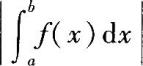 |∫_a^b f(x) dx|